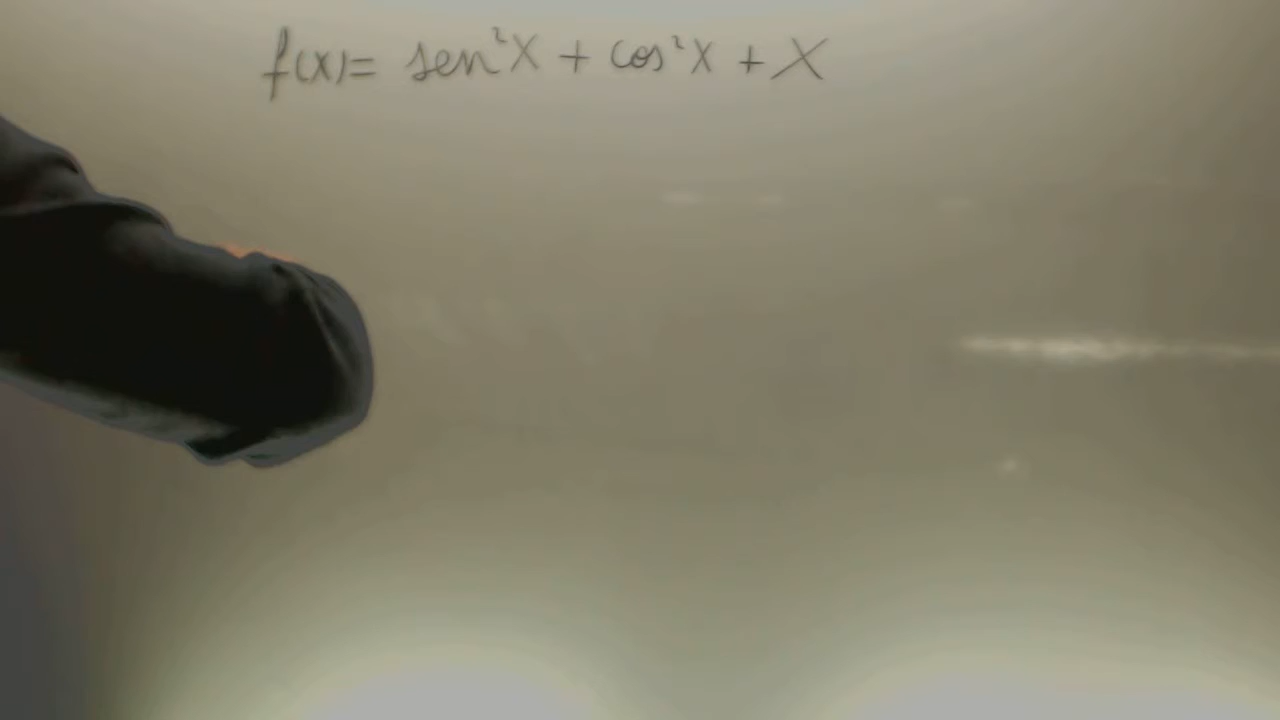 f(x)= sen²x + cos²x + x